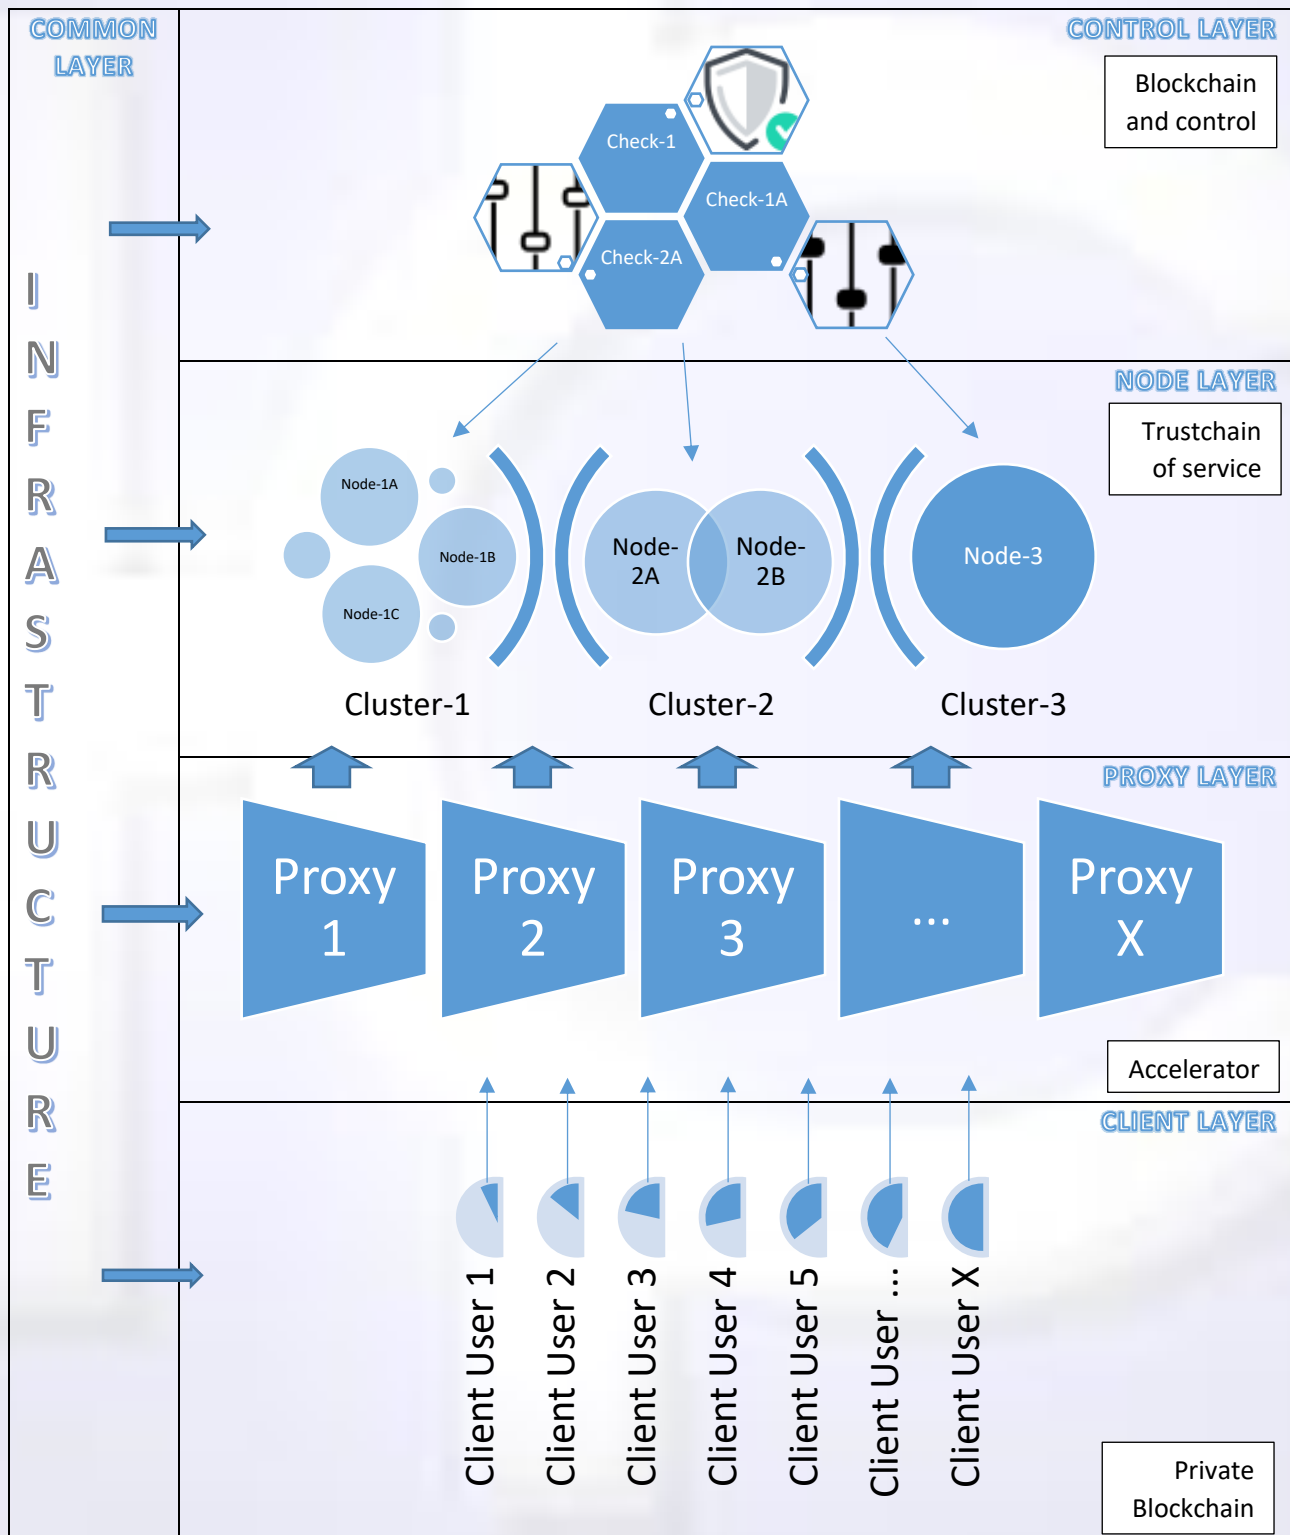 COMMON
LAYER
I
N
F
R
A
S
T
R
U
C
T
U
R
E
CONTROL LAYER
Blockchain
and control
Check-1
Check-1A
Check-2A
NODE LAYER
Trustchain
of service
Node-1A
Node-1B
Node-1C
Node-
2A
Node-
2B
Node-3
Cluster-1
Cluster-2
Cluster-3
PROXY LAYER
Proxy
1
Proxy
2
Proxy
3
...
Proxy
X
Accelerator
CLIENT LAYER
Client User 1
Client User 2
Client User 3
Client User 4
Client User 5
Client User ...
Client User X
Private
Blockchain